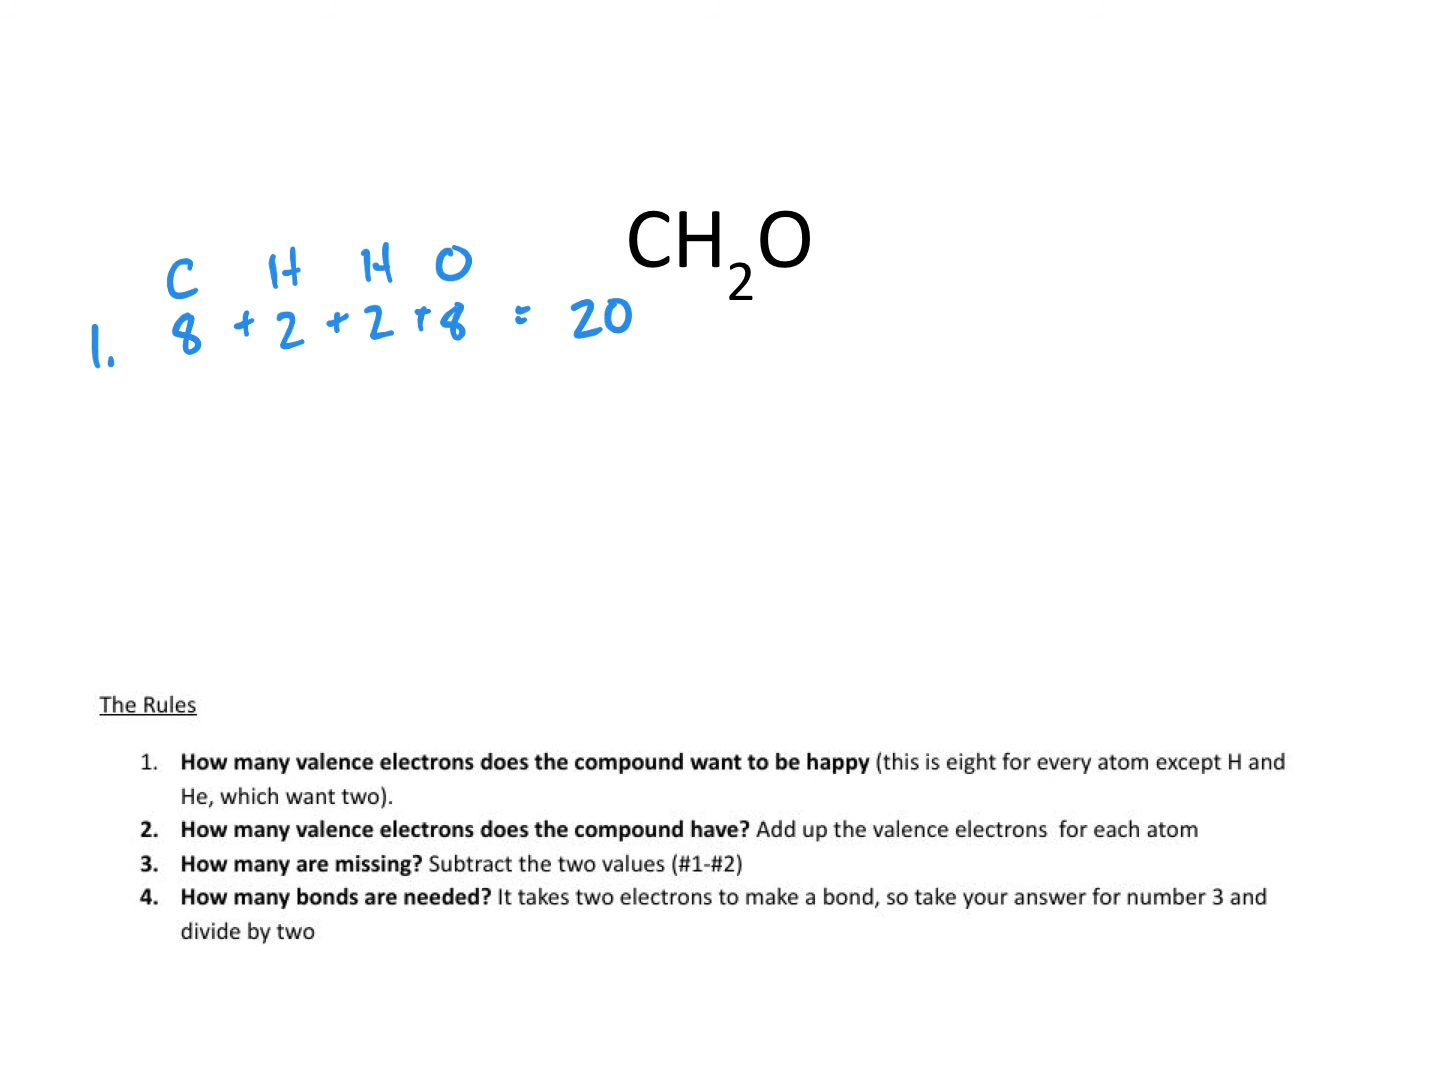 CH₂O
C H H O
1. 8 + 2 + 2 + 8 = 20
The Rules
1. How many valence electrons does the compound want to be happy (this is eight for every atom except H and
He, which want two).
2. How many valence electrons does the compound have? Add up the valence electrons for each atom
3. How many are missing? Subtract the two values (#1-#2)
4. How many bonds are needed? It takes two electrons to make a bond, so take your answer for number 3 and
divide by two